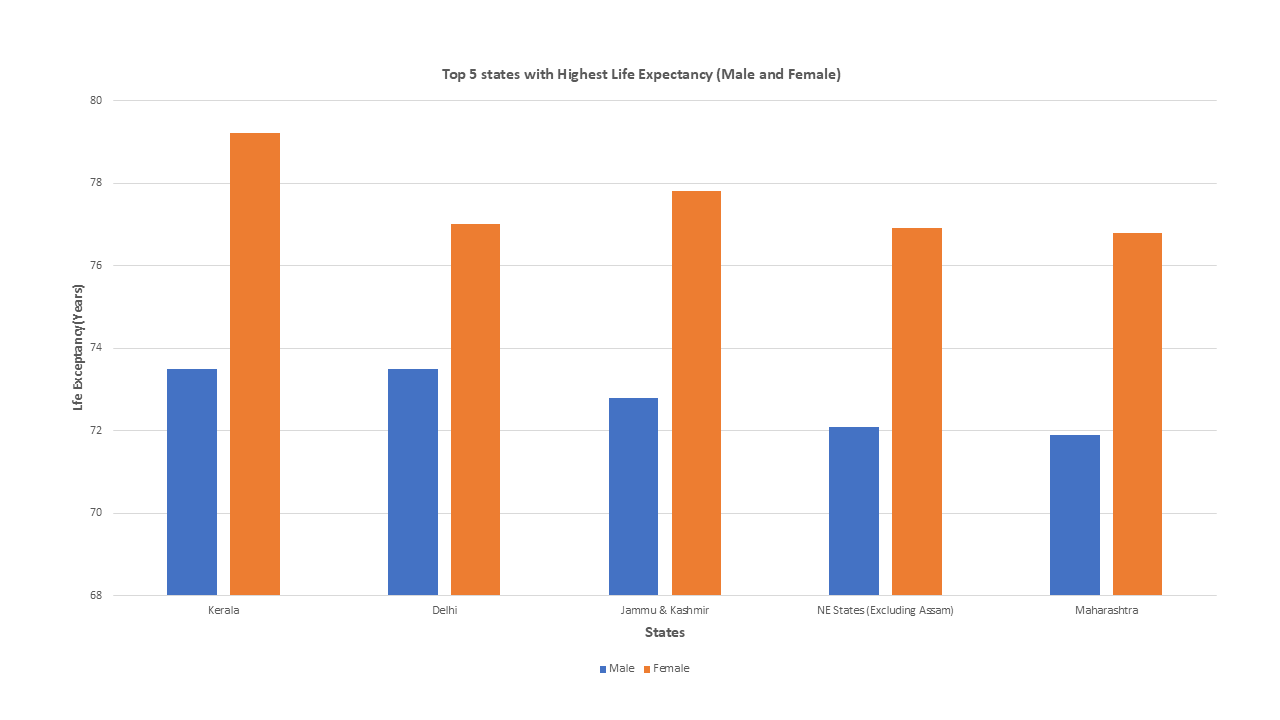 Top 5 states with Highest Life Expectancy (Male and Female)
80
78
76
74
72
70
68
Lfe Exceptancy(Years)
Kerala Delhi Jammu & Kashmir NE States (Excluding Assam) Maharashtra
States
Male Female